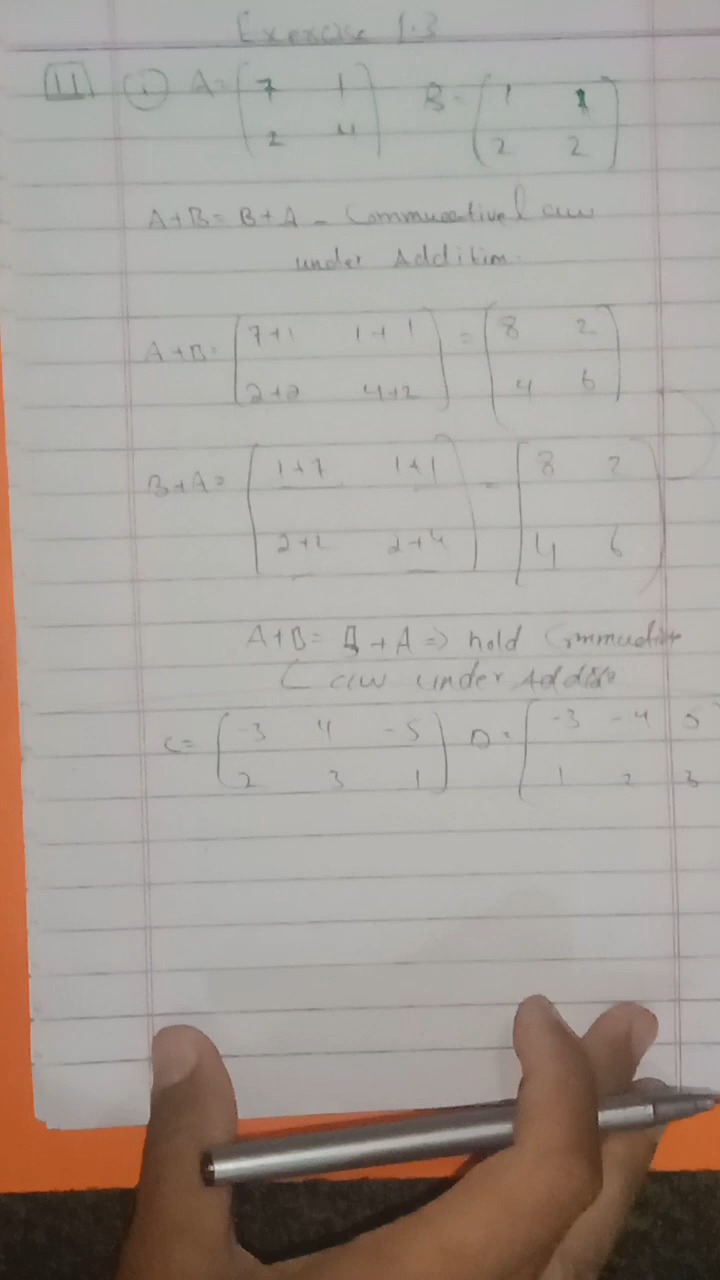 Exercise 1.3
11 i A = ( 7 1 B = ( 1 1
2 4 ) 2 2 )
A+B = B+A - Commutative Law
under Addition.
A+B = [ 7+1 1+1 = ( 8 2
2+2 4+2 ] 4 6 )
B+A = [ 1+7 1+1 = [ 8 2
2+2 2+4 ] 4 6 ]
A+B = B+A => hold Commutative
Law under
C = ( -3 4 -5 D = [ -3 -4 5
2 3 1 ) 1 2 3